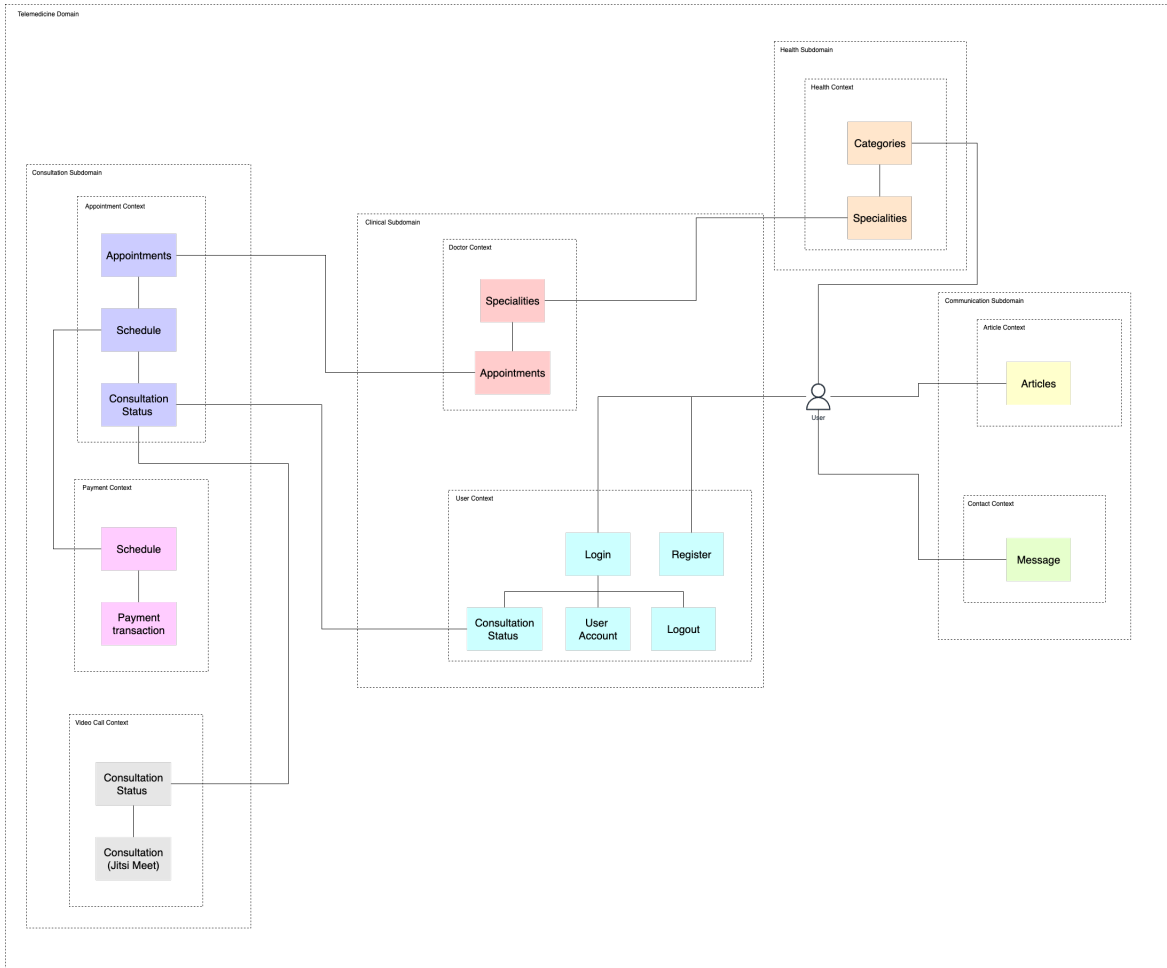 Telemedicine Domain
Health Subdomain
Health Context
Categories
Specialities
Consultation Subdomain
Appointment Context
Appointments
Schedule
Consultation
Status
Payment Context
Schedule
Payment
transaction
Video Call Context
Consultation
Status
Consultation
(Jitsi Meet)
Clinical Subdomain
Doctor Context
Specialities
Appointments
User Context
Login
Register
Consultation
Status
User
Account
Logout
User
Communication Subdomain
Article Context
Articles
Contact Context
Message